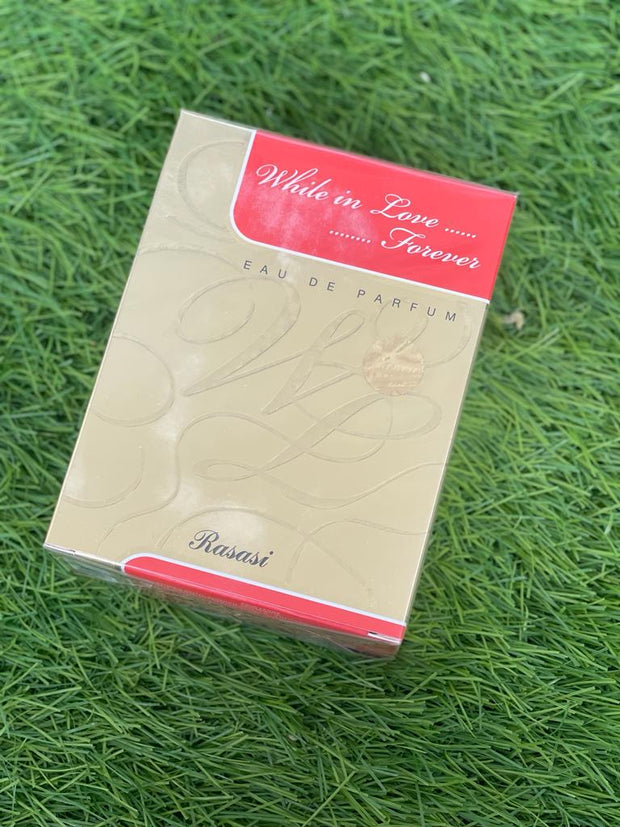 While in Love ......
........ Forever
EAU DE PARFUM
Rasasi